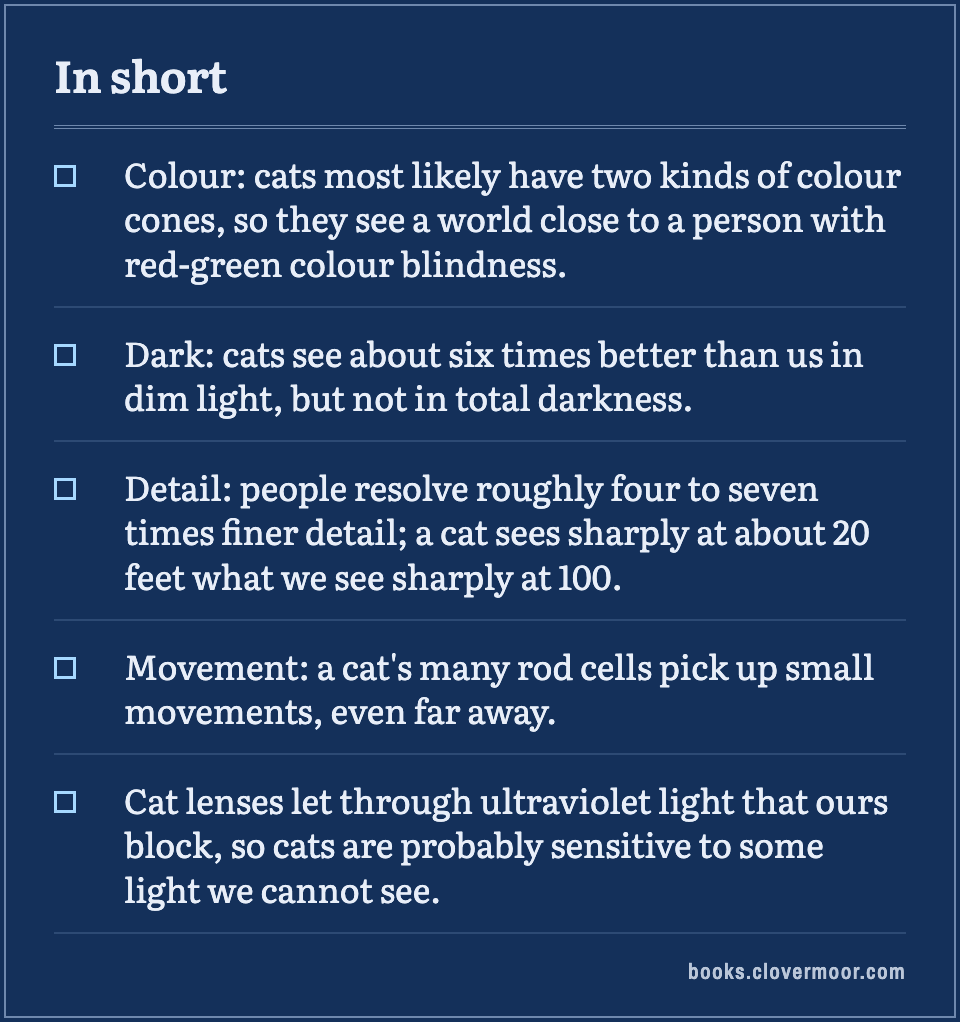 In short
Colour: cats most likely have two kinds of colour
cones, so they see a world close to a person with
red-green colour blindness.
Dark: cats see about six times better than us in
dim light, but not in total darkness.
Detail: people resolve roughly four to seven
times finer detail; a cat sees sharply at about 20
feet what we see sharply at 100.
Movement: a cat's many rod cells pick up small
movements, even far away.
Cat lenses let through ultraviolet light that ours
block, so cats are probably sensitive to some
light we cannot see.
books.clovermoor.com